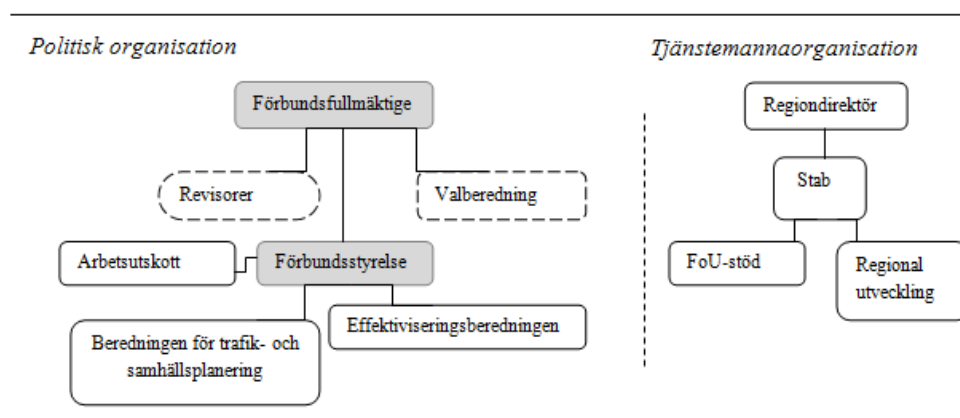 Politisk organisation
Tjänstemannaorganisation
Förbundsfullmäktige
Regiondirektör
Revisorer
Valberedning
Stab
Arbetsutskott
Förbundsstyrelse
FoU-stöd
Regional
utveckling
Beredningen för trafik- och
samhällsplanering
Effektiviseringsberedningen